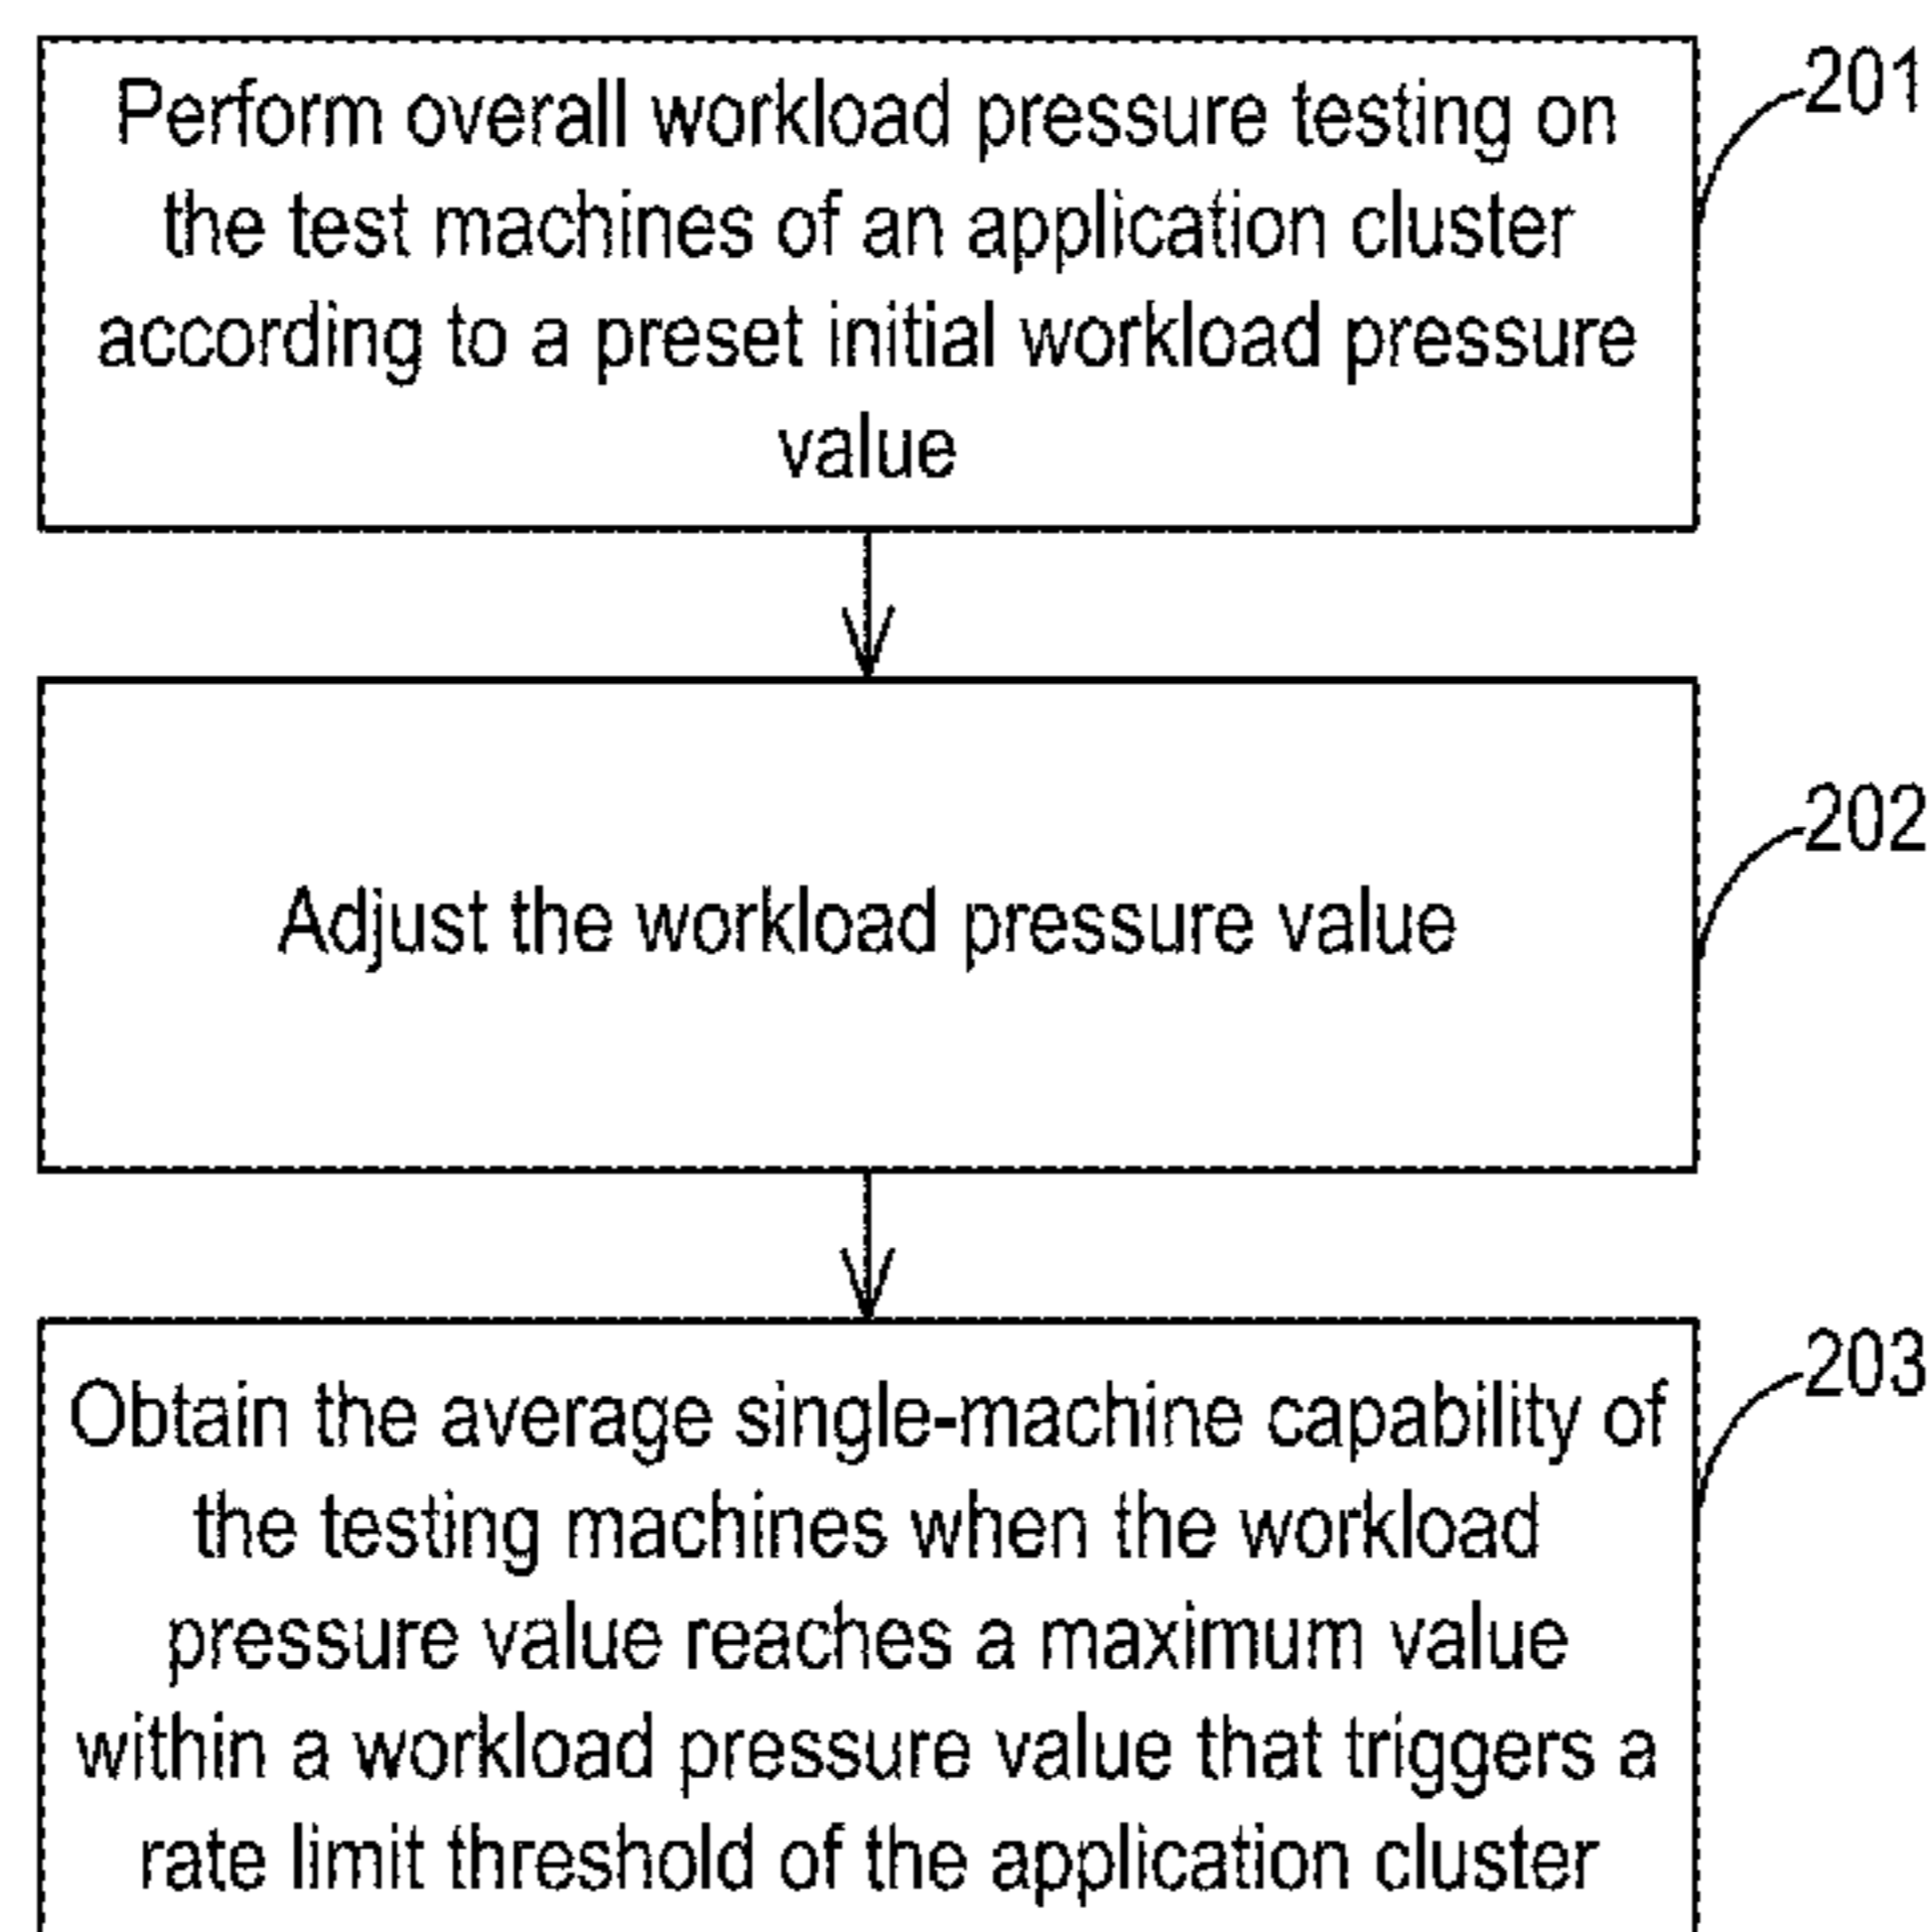 Perform overall workload pressure testing on
the test machines of an application cluster
according to a preset initial workload pressure
value
201
Adjust the workload pressure value
202
Obtain the average single-machine capability of
the testing machines when the workload
pressure value reaches a maximum value
within a workload pressure value that triggers a
rate limit threshold of the application cluster
203